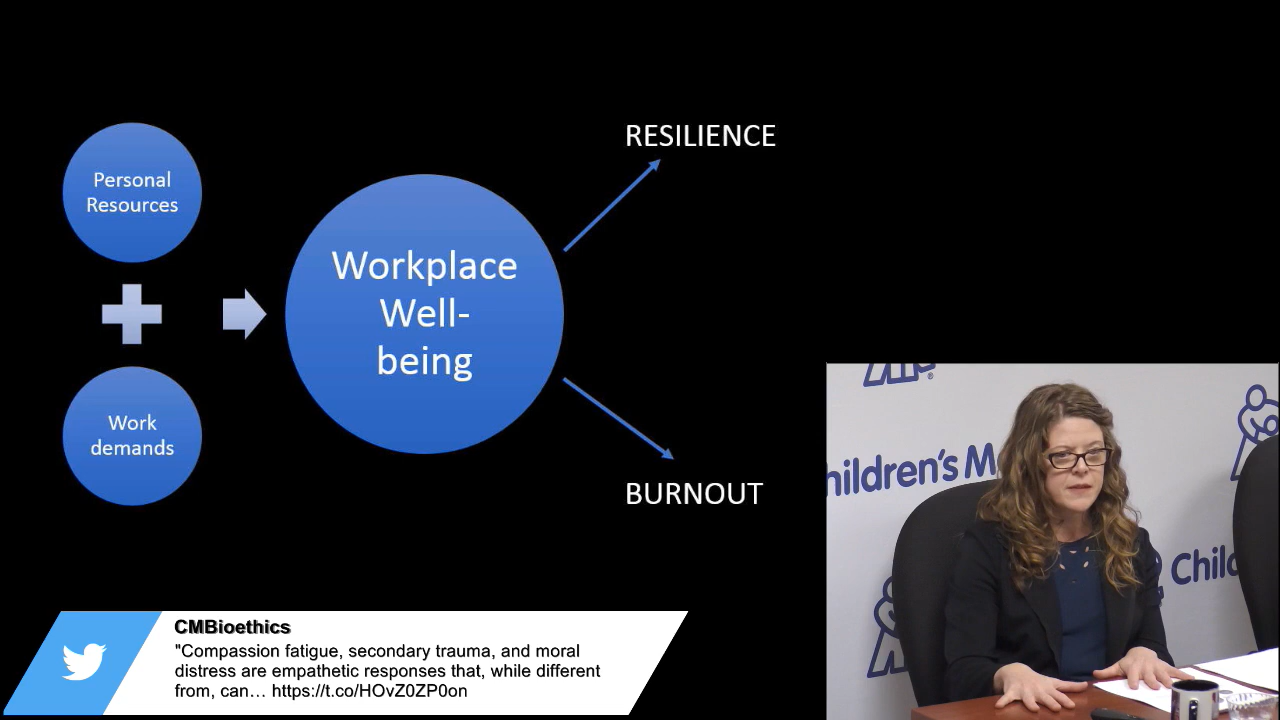 Personal
Resources
Work
demands
Workplace
Well-
being
RESILIENCE
BURNOUT
CMBioethics
"Compassion fatigue, secondary trauma, and moral
distress are empathetic responses that, while different
from, can… https://t.co/HOvZ0ZP0on
hildren's M
Chil